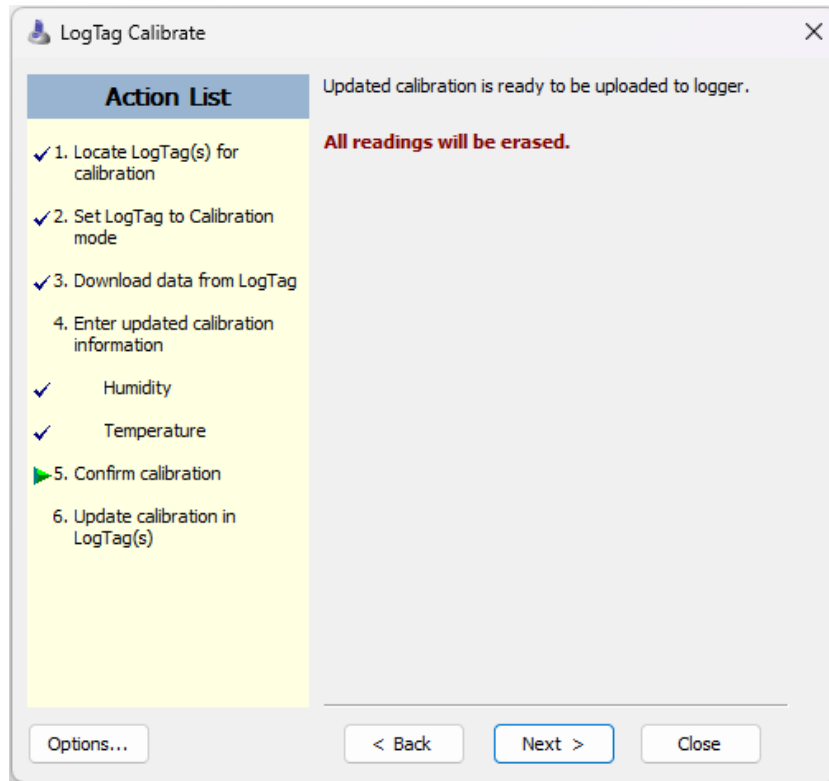 LogTag Calibrate
Action List
1. Locate LogTag(s) for
calibration
2. Set LogTag to Calibration
mode
3. Download data from LogTag
4. Enter updated calibration
information
Humidity
Temperature
5. Confirm calibration
6. Update calibration in
LogTag(s)
Updated calibration is ready to be uploaded to logger.
All readings will be erased.
Options...
< Back
Next >
Close